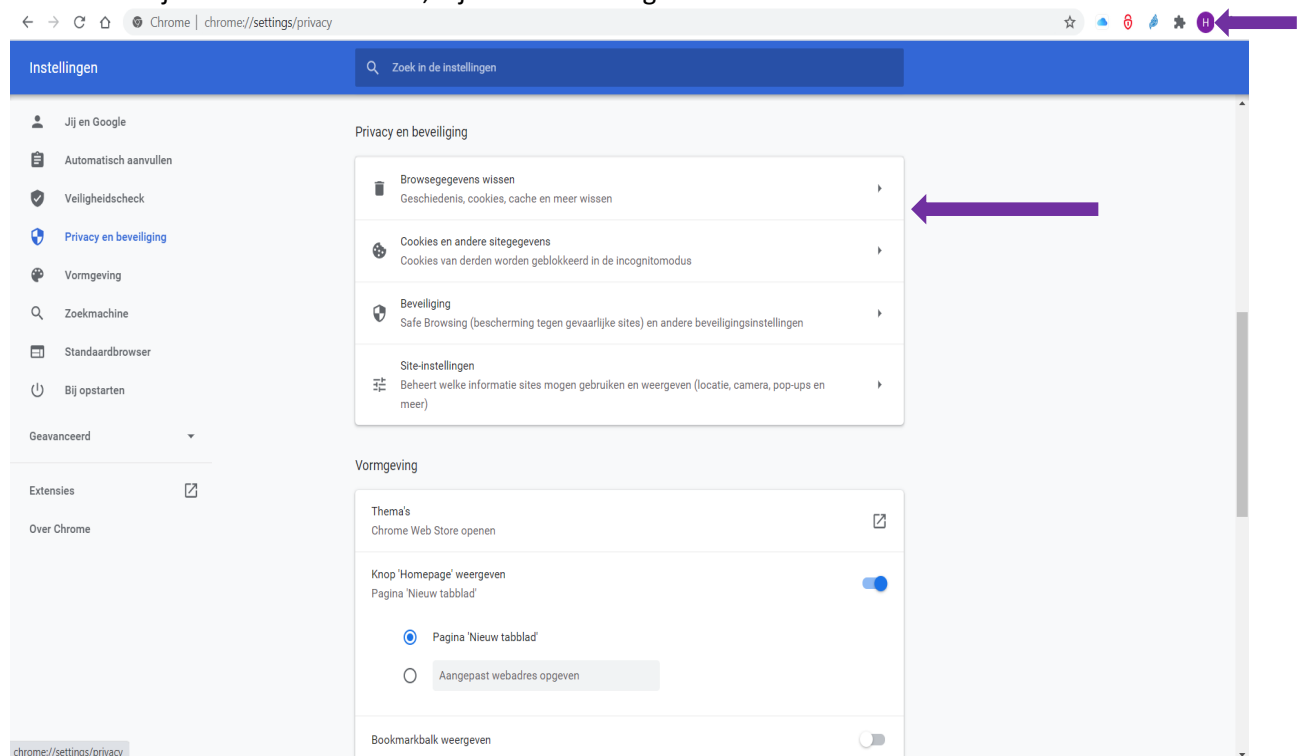 Chrome | chrome://settings/privacy
H
Instellingen
Zoek in de instellingen
Jij en Google
Automatisch aanvullen
Veiligheidscheck
Privacy en beveiliging
Vormgeving
Zoekmachine
Standaardbrowser
Bij opstarten
Geavanceerd
Extensies
Over Chrome
Privacy en beveiliging
Browsegegevens wissen
Geschiedenis, cookies, cache en meer wissen
Cookies en andere sitegegevens
Cookies van derden worden geblokkeerd in de incognitomodus
Beveiliging
Safe Browsing (bescherming tegen gevaarlijke sites) en andere beveiligingsinstellingen
Site-instellingen
Beheert welke informatie sites mogen gebruiken en weergeven (locatie, camera, pop-ups en
meer)
Vormgeving
Thema's
Chrome Web Store openen
Knop 'Homepage' weergeven
Pagina 'Nieuw tabblad'
Pagina 'Nieuw tabblad'
Aangepast webadres opgeven
Bookmarkbalk weergeven
chrome://settings/privacy